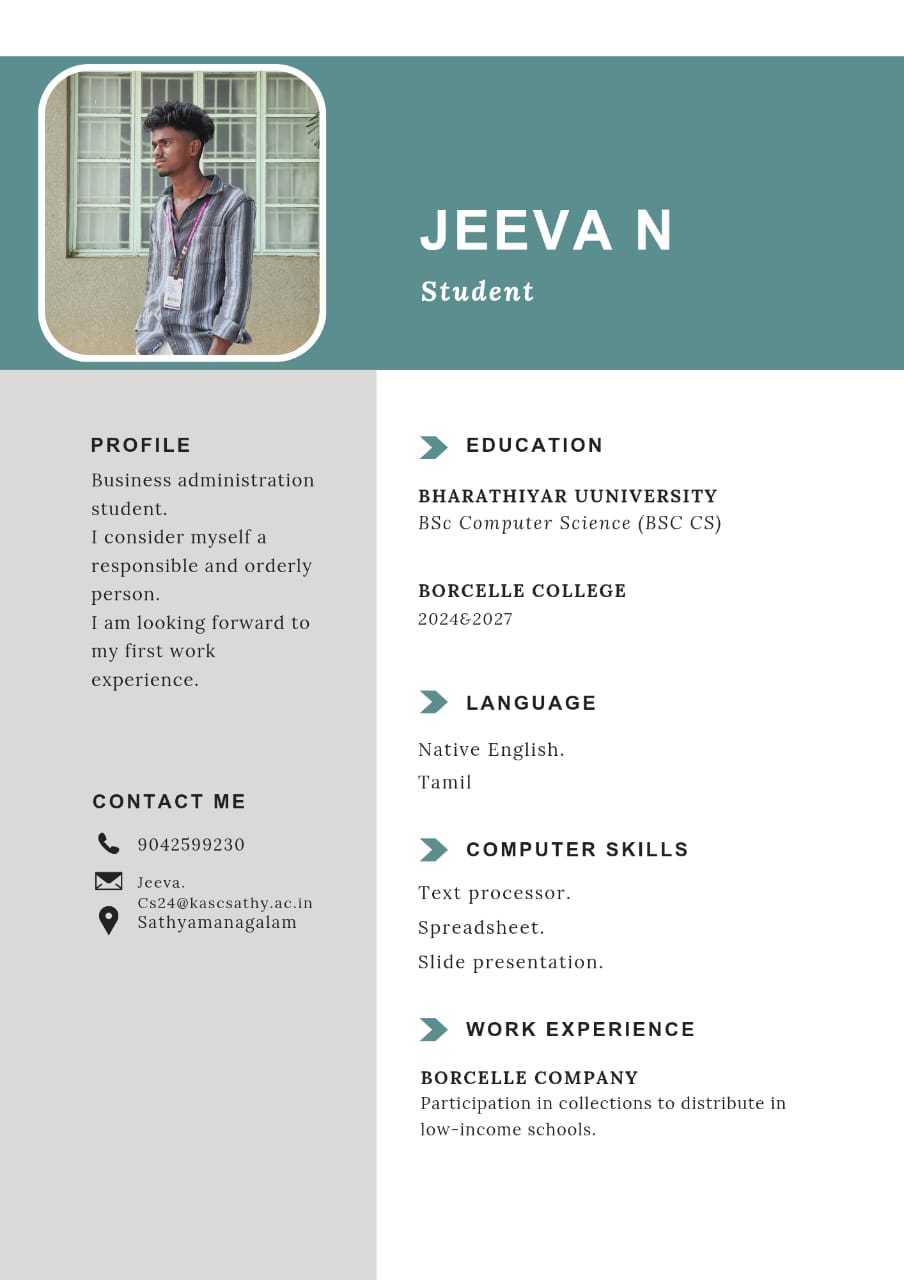 JEEVA N
Student
PROFILE
Business administration
student.
I consider myself a
responsible and orderly
person.
I am looking forward to
my first work
experience.
CONTACT ME
9042599230
Jeeva.
Cs24@kascsathy.ac.in
Sathyamanagalam
EDUCATION
BHARATHIYAR UUNIVERSITY
BSc Computer Science (BSC CS)
BORCELLE COLLEGE
2024&2027
LANGUAGE
Native English.
Tamil
COMPUTER SKILLS
Text processor.
Spreadsheet.
Slide presentation.
WORK EXPERIENCE
BORCELLE COMPANY
Participation in collections to distribute in
low-income schools.